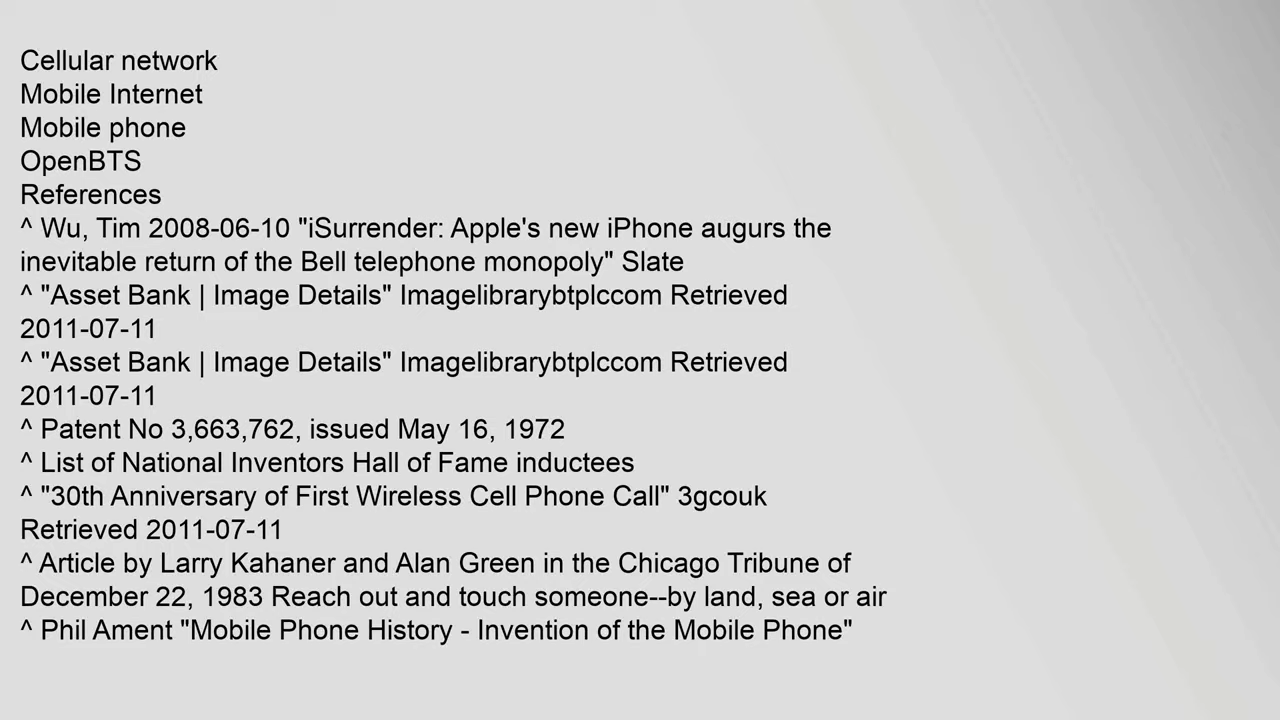 Cellular network
Mobile Internet
Mobile phone
OpenBTS
References
^ Wu, Tim 2008-06-10 "iSurrender: Apple's new iPhone augurs the
inevitable return of the Bell telephone monopoly" Slate
^ "Asset Bank | Image Details" Imagelibrarybtplccom Retrieved
2011-07-11
^ "Asset Bank | Image Details" Imagelibrarybtplccom Retrieved
2011-07-11
^ Patent No 3,663,762, issued May 16, 1972
^ List of National Inventors Hall of Fame inductees
^ "30th Anniversary of First Wireless Cell Phone Call" 3gcouk
Retrieved 2011-07-11
^ Article by Larry Kahaner and Alan Green in the Chicago Tribune of
December 22, 1983 Reach out and touch someone--by land, sea or air
^ Phil Ament "Mobile Phone History - Invention of the Mobile Phone"